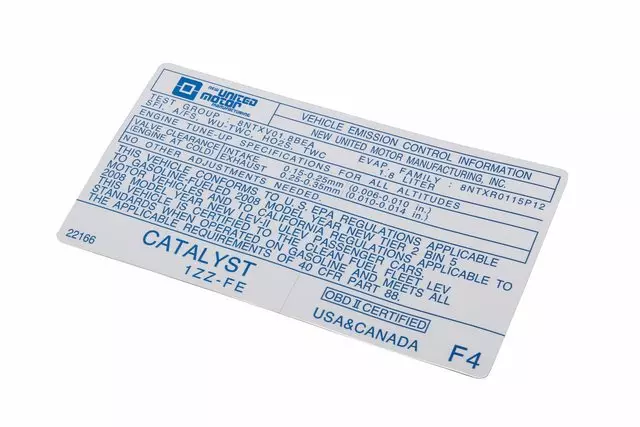 NEW UNITED MOTOR MANUFACTURING
VEHICLE EMISSION CONTROL INFORMATION
NEW UNITED MOTOR MANUFACTURING, INC.
TEST GROUP : 8NTXV01.8BEA
EVAP. FAMILY : 8NTXR0115P12
SFI, A/FS, WU-TWC, HO2S, TWC
1.8 LITER
ENGINE TUNE-UP SPECIFICATIONS FOR ALL ALTITUDES
VALVE CLEARANCE INTAKE 0.15-0.25mm (0.006-0.010 in.)
(ENGINE AT COLD) EXHAUST 0.25-0.35mm (0.010-0.014 in.)
NO OTHER ADJUSTMENTS NEEDED.
THIS VEHICLE CONFORMS TO U.S. EPA REGULATIONS APPLICABLE
TO GASOLINE FUELED 2008 MODEL YEAR NEW TIER 2 BIN 5
VEHICLES AND TO CALIFORNIA REGULATIONS APPLICABLE TO
2008 MODEL YEAR NEW LEVII ULEV PASSENGER CARS.
THIS VEHICLE IS CERTIFIED TO THE CLEAN FUEL FLEET LEV
STANDARDS WHEN OPERATED ON GASOLINE AND MEETS ALL
THE APPLICABLE REQUIREMENTS OF 40 CFR PART 88.
22166
CATALYST
1ZZ-FE
OBD II CERTIFIED
USA&CANADA
F4